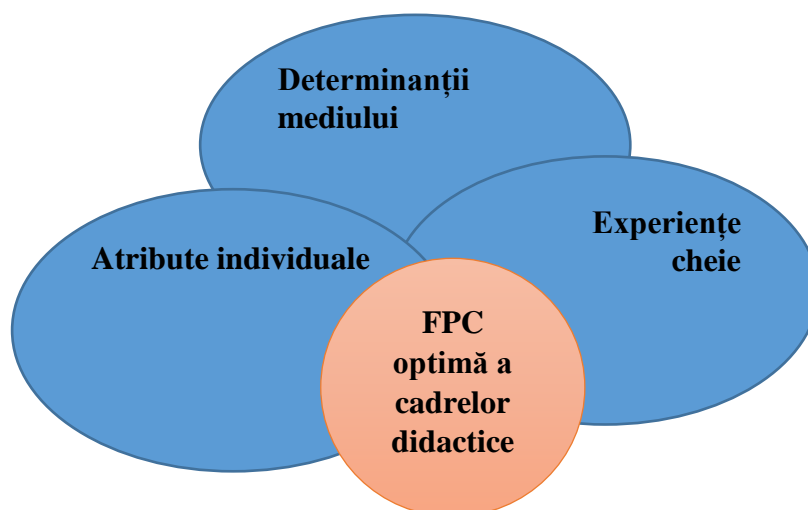 Determinanții
mediului
Experiențe
cheie
Atribute individuale
FPC
optimă a
cadrelor
didactice